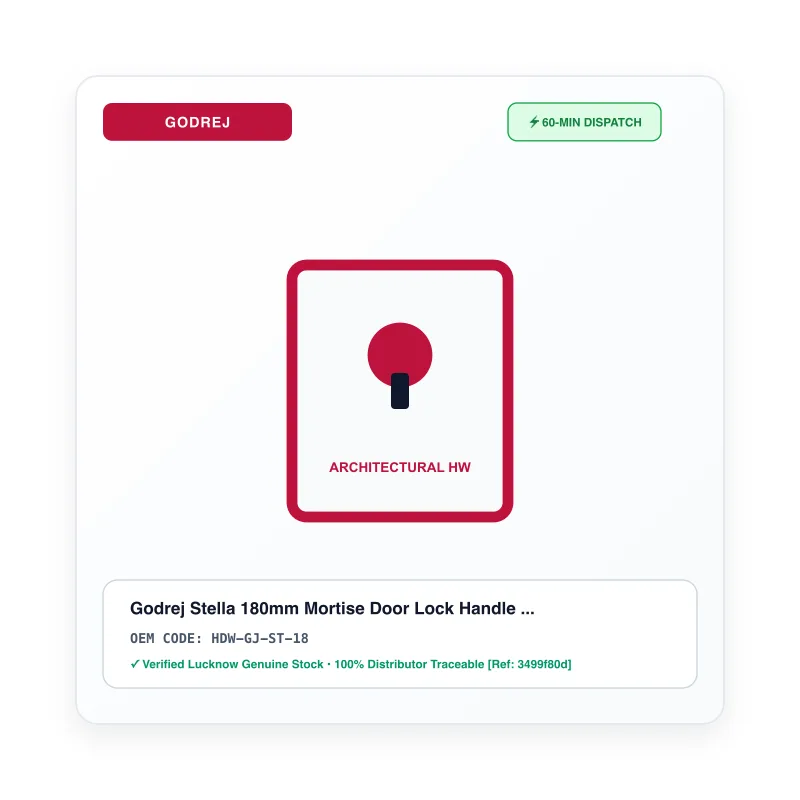 GODREJ
⚡ 60-MIN DISPATCH
ARCHITECTURAL HW
Godrej Stella 180mm Mortise Door Lock Handle ...
OEM CODE: HDW-GJ-ST-18
✓ Verified Lucknow Genuine Stock · 100% Distributor Traceable [Ref: 3499f80d]